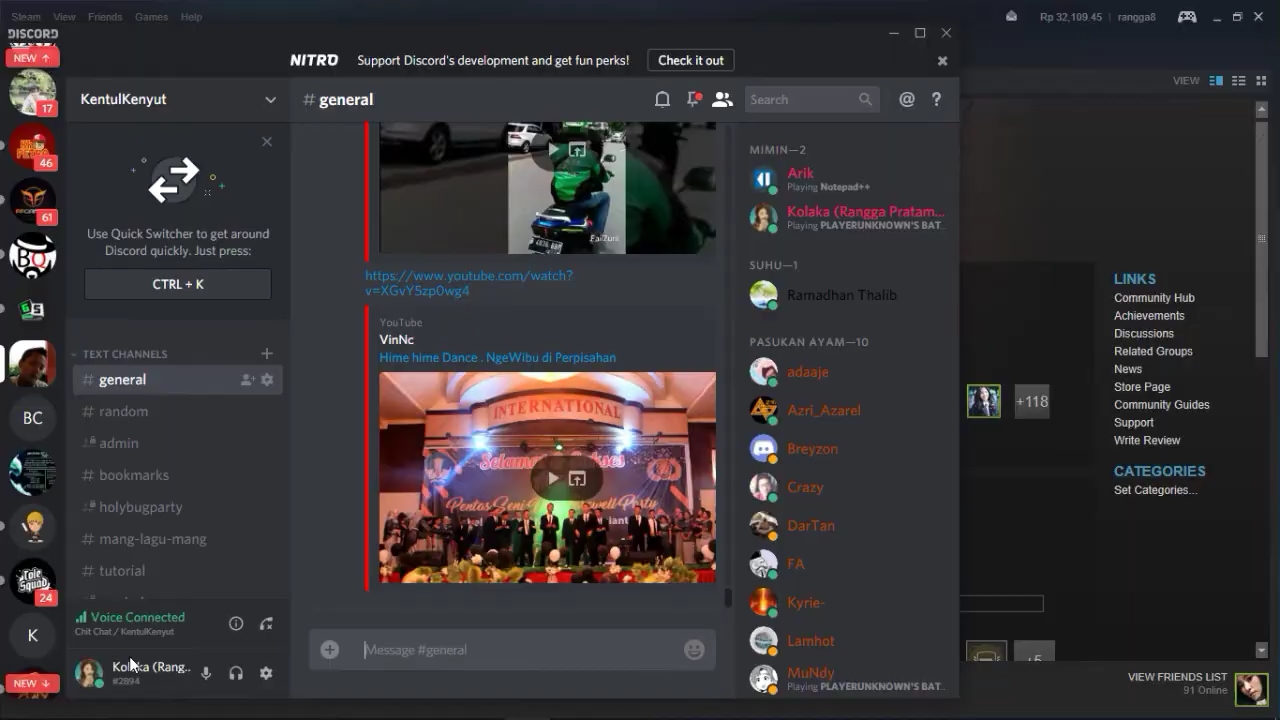 Steam View Friends Games Help
Rp 32,109.45 rangga8
DISCORD
NEW ↑
17
46
61
BC
24
K
NEW ↓
NITRO Support Discord's development and get fun perks! Check it out
KentulKenyut
# general
Search
@ ?
Use Quick Switcher to get around
Discord quickly. Just press:
CTRL + K
TEXT CHANNELS +
# general
# random
admin
# bookmarks
holybugparty
# mang-lagu-mang
# tutorial
Voice Connected
Chit Chat / KentulKenyut
Kolaka (Rang..
#2894
https://www.youtube.com/watch?
v=XGvY5zp0wg4
YouTube
VinNc
Hime hime Dance . NgeWibu di Perpisahan
INTERNATIONAL
Message #general
MIMIN—2
Arik
Playing Notepad++
Kolaka (Rangga Pratam...
Playing PLAYERUNKNOWN'S BAT..
SUHU—1
Ramadhan Thalib
PASUKAN AYAM—10
adaaje
Azri_Azarel
Breyzon
Crazy
DarTan
FA
Kyrie-
Lamhot
MuNdy
Playing PLAYERUNKNOWN'S BAT..
VIEW
LINKS
Community Hub
Achievements
Discussions
Related Groups
News
Store Page
Community Guides
Support
Write Review
CATEGORIES
Set Categories...
+118
+5
VIEW FRIENDS LIST
91 Online